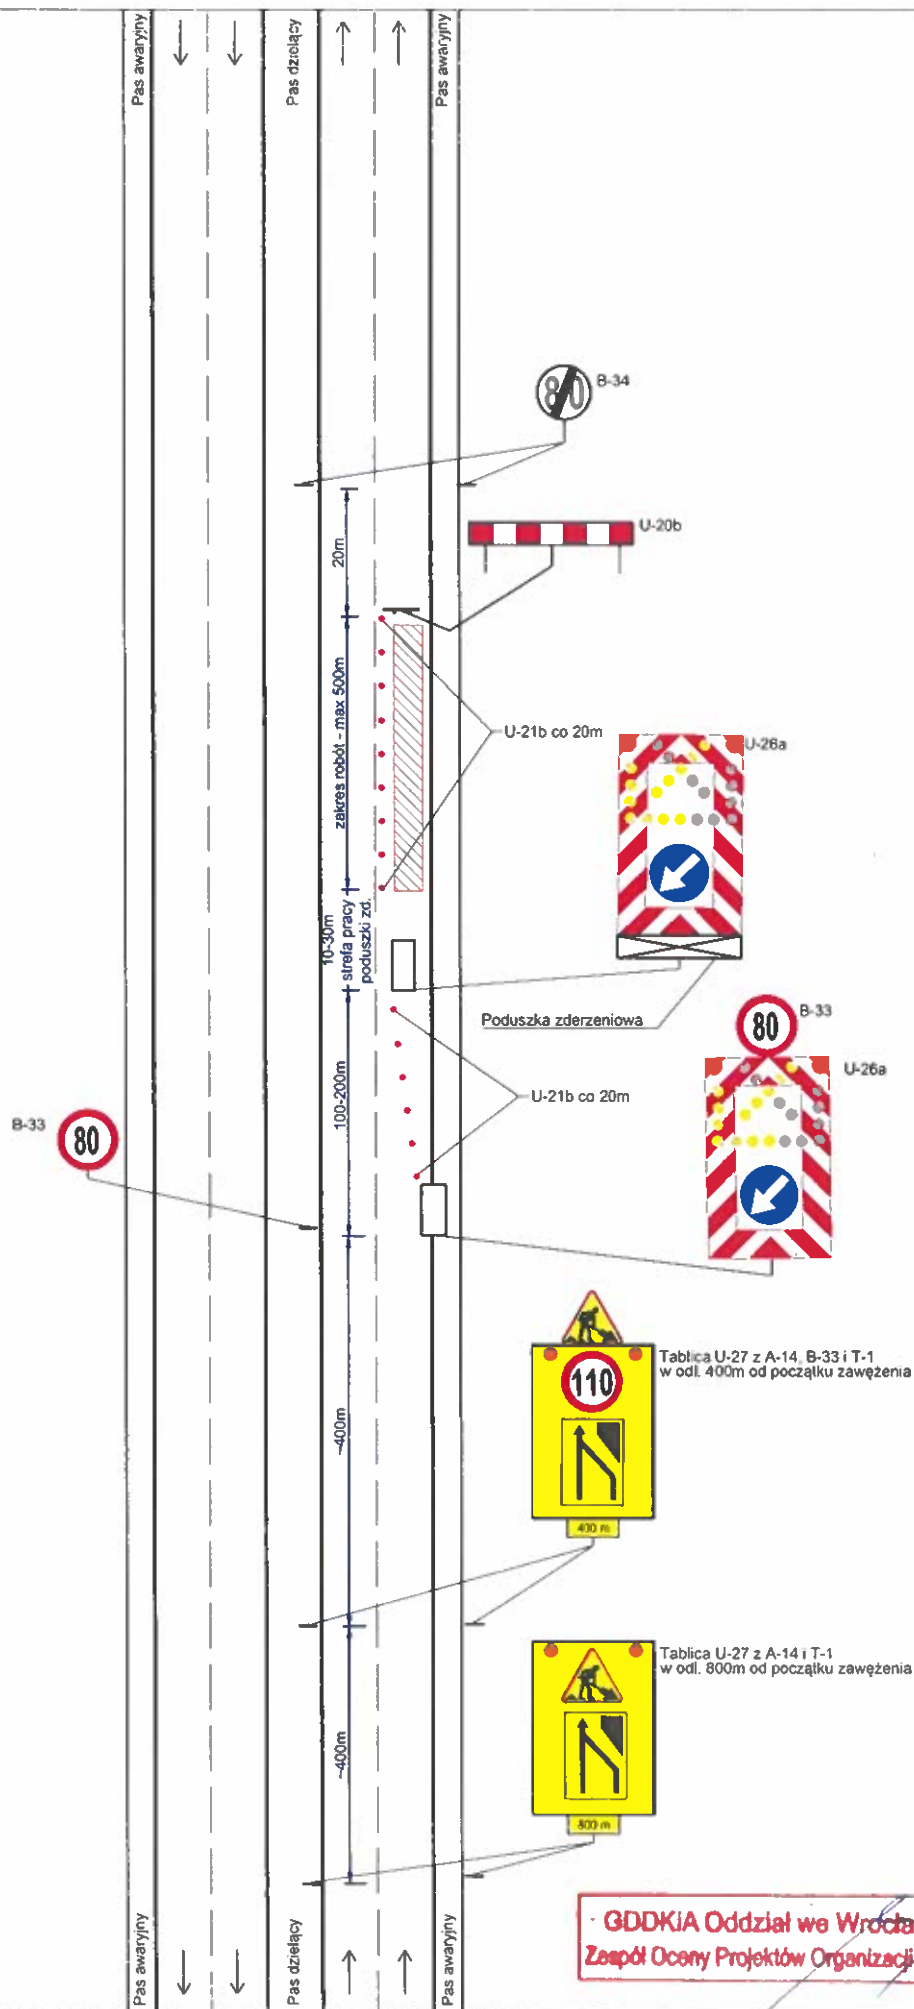 Pas awaryjny
Pas dzielący
Pas awaryjny
80
B-34
20m
U-20b
zakres robót - max 500m
U-21b co 20m
U-26a
10-30m
strefa pracy
poduszki zd.
Poduszka zderzeniowa
80
B-33
U-26a
100-200m
U-21b co 20m
B-33
80
~400m
Tablica U-27 z A-14, B-33 i T-1
w odl. 400m od początku zawężenia
110
400 m
~400m
Tablica U-27 z A-14 i T-1
w odl. 800m od początku zawężenia
800 m
Pas awaryjny
Pas dzielący
Pas awaryjny
GDDKiA Oddział we Wrocła
Zespół Oceny Projektów Organizacji